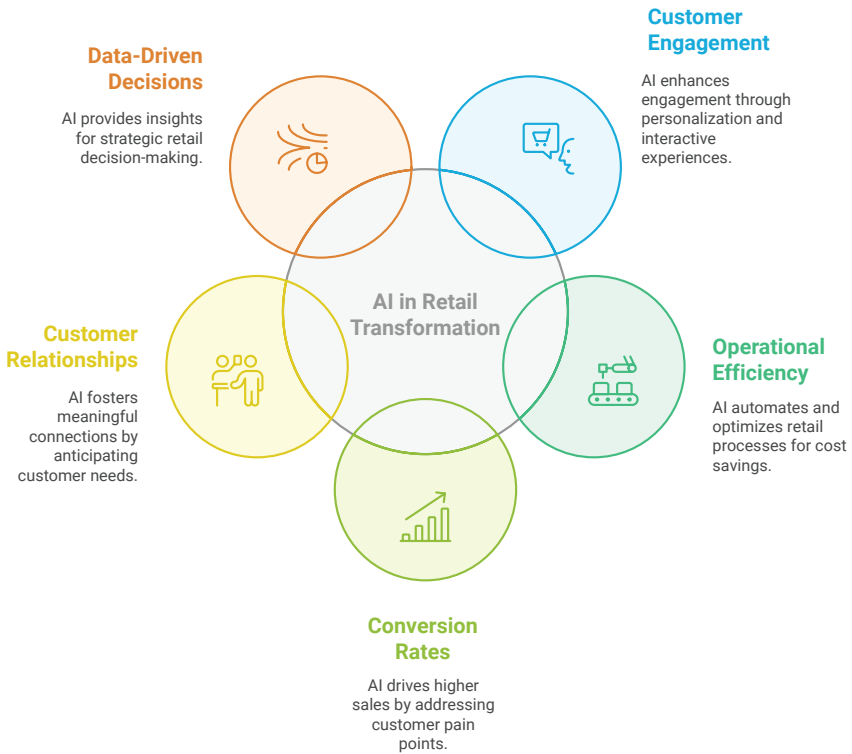 Customer
Engagement
AI enhances
engagement through
personalization and
interactive
experiences.
Data-Driven
Decisions
AI provides insights
for strategic retail
decision-making.
AI in Retail
Transformation
Customer
Relationships
AI fosters
meaningful
connections by
anticipating
customer needs.
Operational
Efficiency
AI automates and
optimizes retail
processes for cost
savings.
Conversion
Rates
AI drives higher
sales by addressing
customer pain
points.